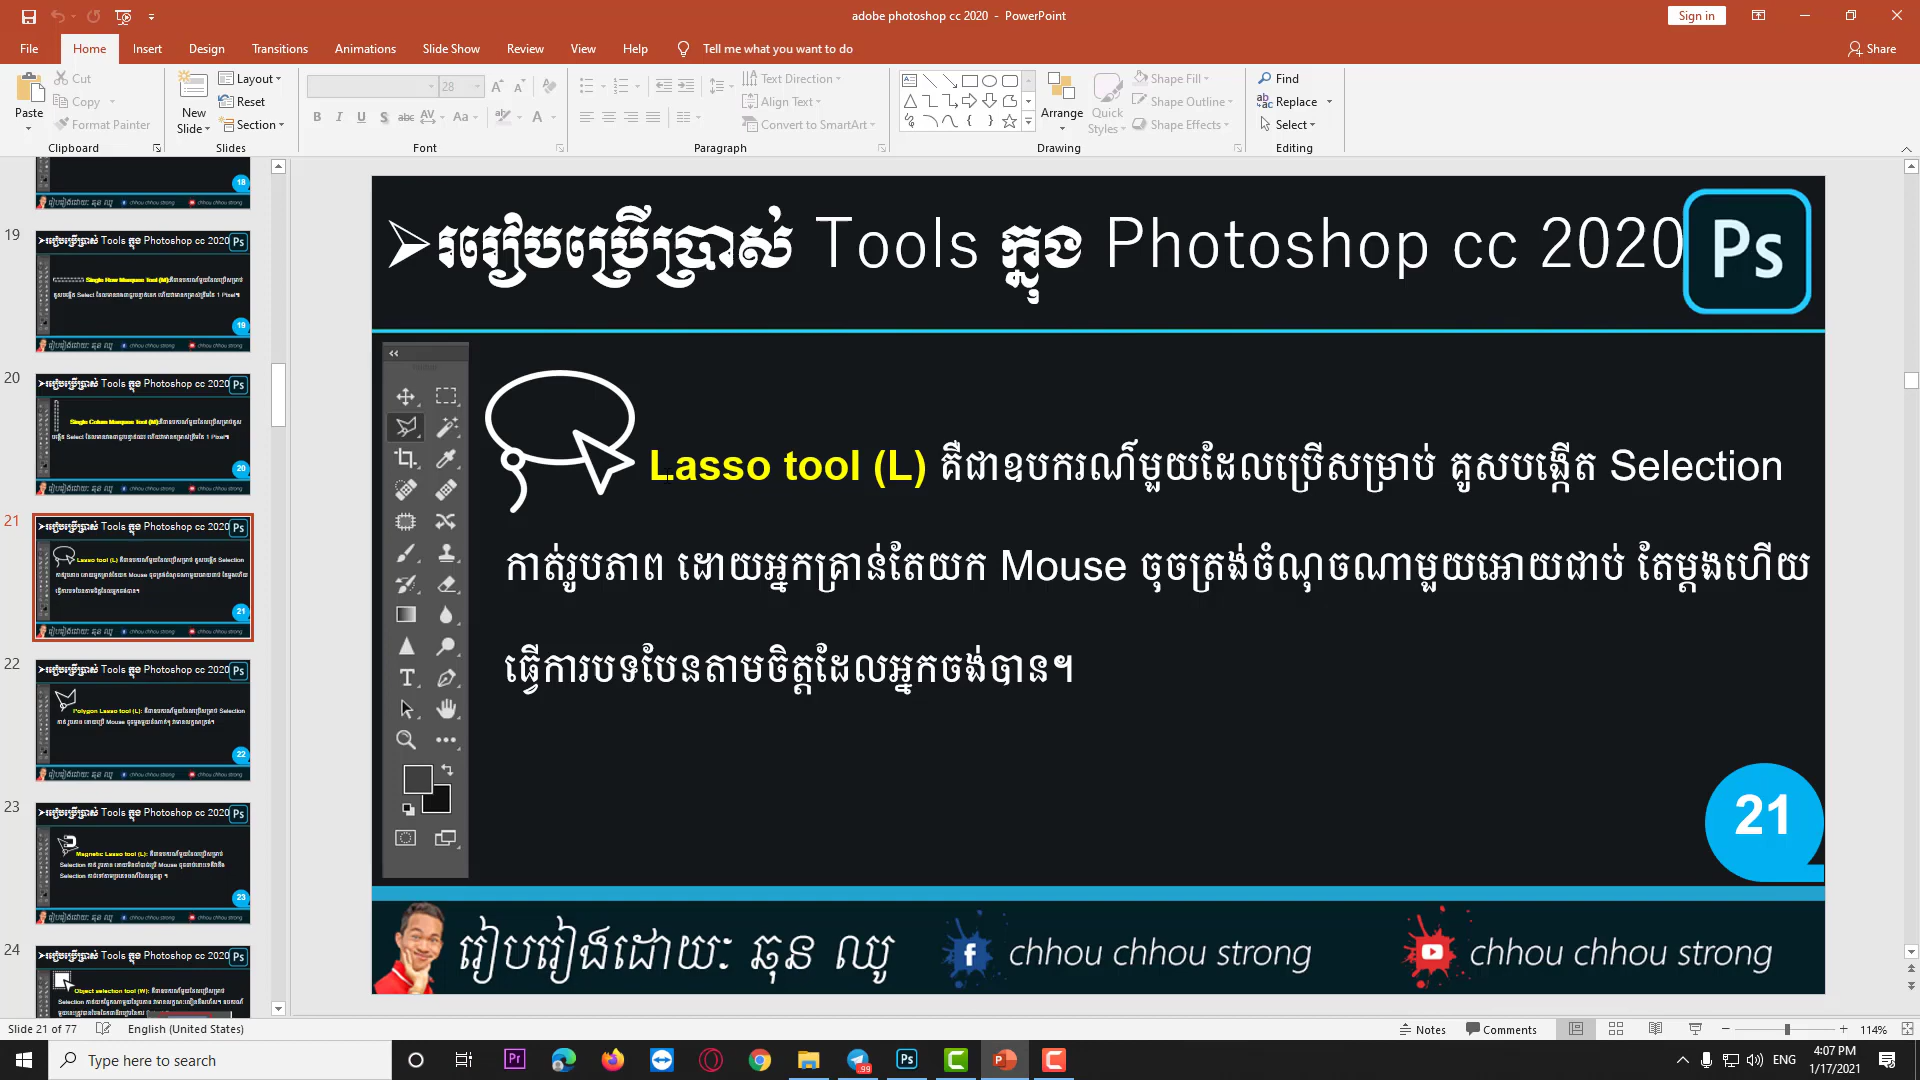 adobe photoshop cc 2020 - PowerPoint
Sign in
File Home Insert Design Transitions Animations Slide Show Review View Help Tell me what you want to do Share
Paste Cut Copy Format Painter Clipboard
New Slide Layout Reset Section Slides
28 Font
Text Direction Align Text Convert to SmartArt Paragraph
Arrange Quick Styles Shape Fill Shape Outline Shape Effects Drawing
Find Replace Select Editing
18
19
20
21
22
23
24
➢របៀបប្រើប្រាស់ Tools ក្នុង Photoshop cc 2020
Ps
Lasso tool (L) គឺជាឧបករណ៍មួយដែលប្រើសម្រាប់ គូសបង្កើត Selection
កាត់រូបភាព ដោយអ្នកគ្រាន់តែយក Mouse ចុចត្រង់ចំណុចណាមួយអោយជាប់ តែម្តងហើយ
ធ្វើការបទបែនតាមចិត្តដែលអ្នកចង់បាន។
21
រៀបរៀងដោយ: ឆុន ឈូ chhou chhou strong chhou chhou strong
Slide 21 of 77 English (United States) Notes Comments 114%
Type here to search ENG 4:07 PM
1/17/2021